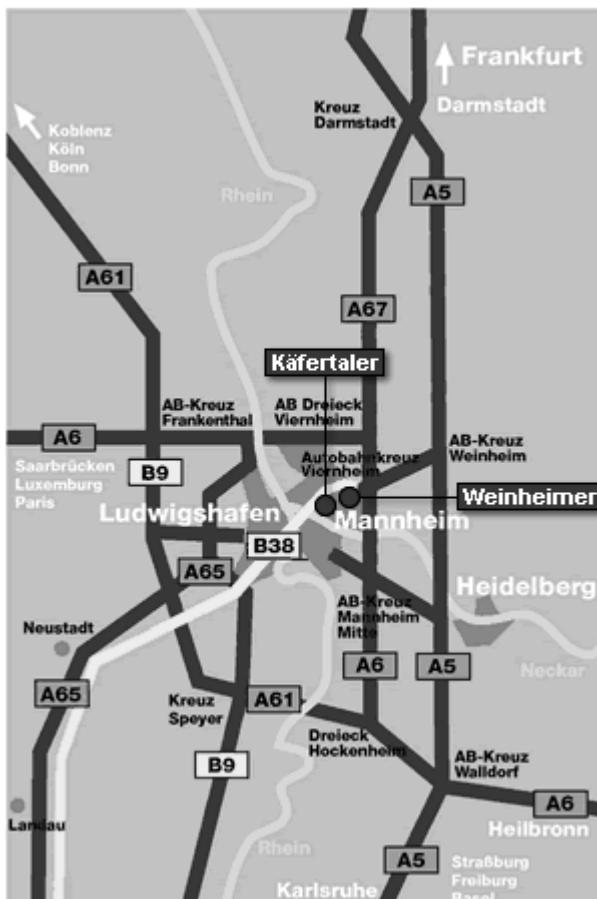 Frankfurt
Darmstadt
Kreuz
Darmstadt
Koblenz
Köln
Bonn
Rhein
A5
A61
A67
Käfertaler
AB-Kreuz
Frankenthal
AB Dreieck
Viernheim
A6
AB-Kreuz
Weinheim
Autobahnkreuz
Viernheim
Saarbrücken
Luxemburg
Paris
B9
Weinheimer
Ludwigshafen
Mannheim
B38
A65
Heidelberg
AB-Kreuz
Mannheim
Mitte
Neustadt
A6
A5
Neckar
A65
Kreuz
Speyer
A61
Dreieck
Hockenheim
B9
AB-Kreuz
Walldorf
A6
Landau
Heilbronn
Rhein
A5
Straßburg
Freiburg
Basel
Karlsruhe